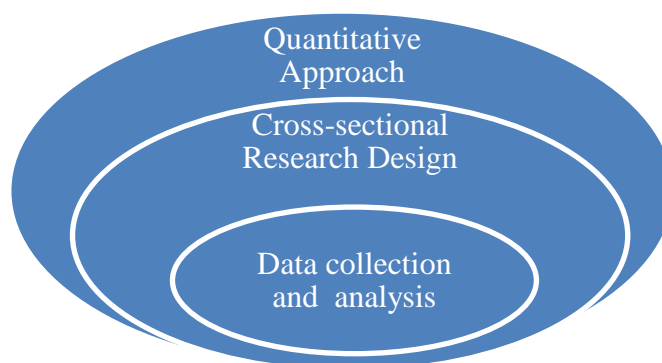 Quantitative
Approach
Cross-sectional
Research Design
Data collection
and analysis